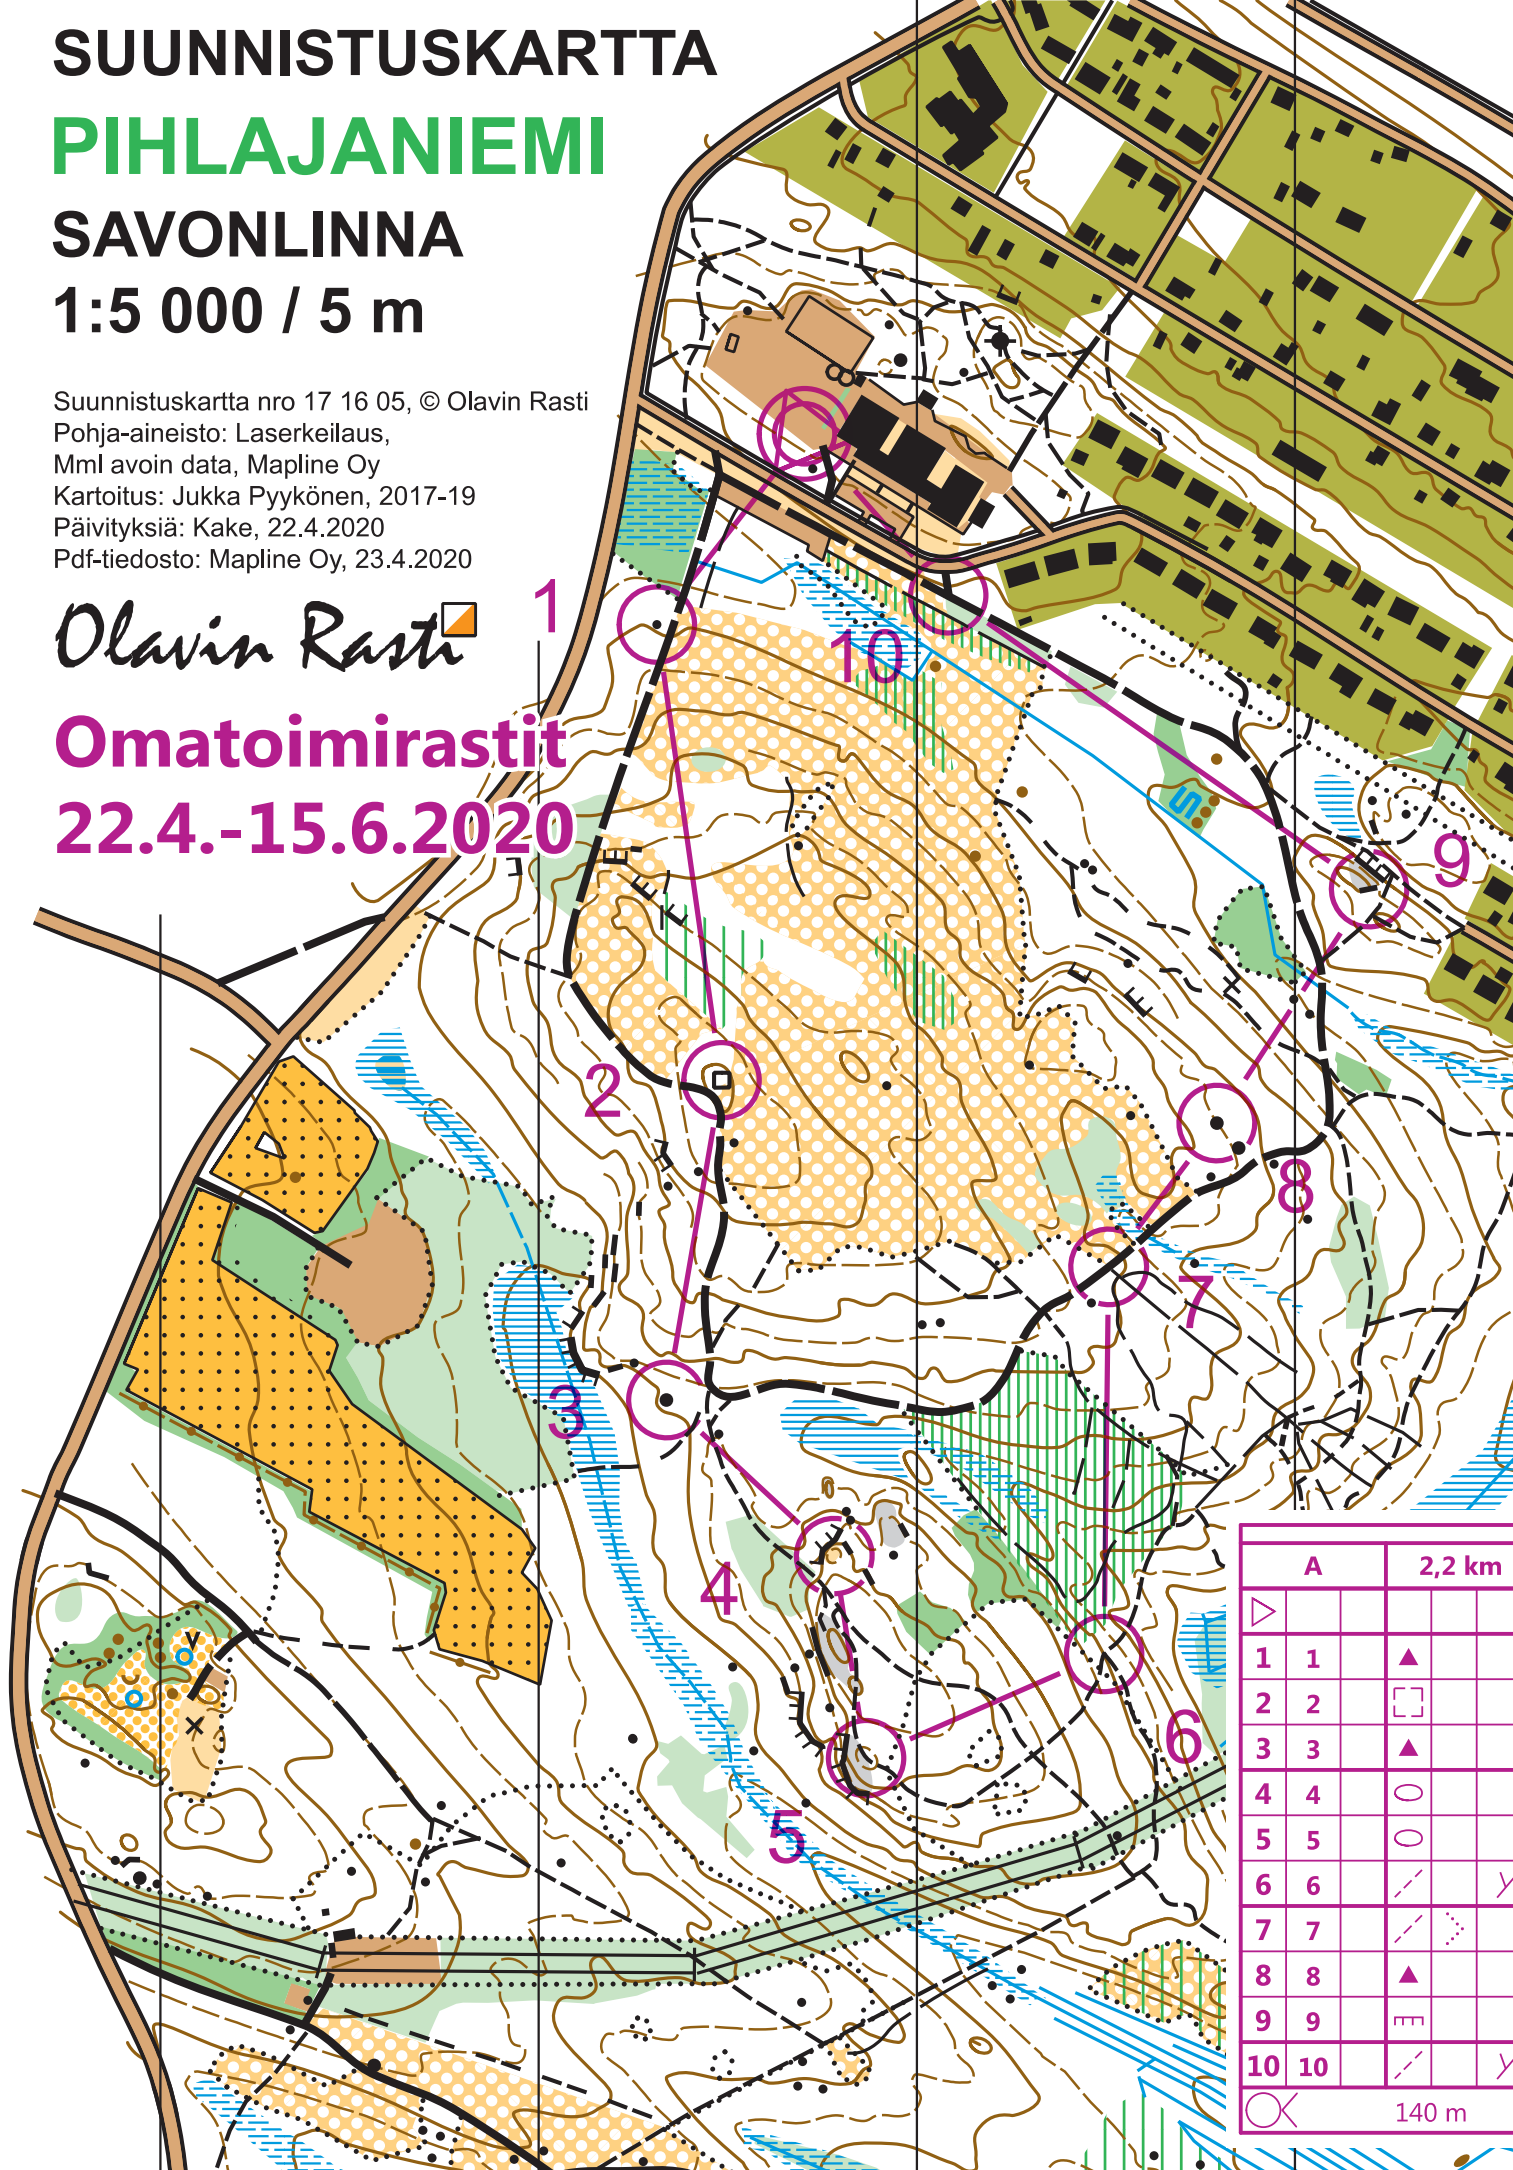 SUUNNISTUSKARTTA
PIHLAJANIEMI
SAVONLINNA
1:5 000 / 5 m
Suunnistuskartta nro 17 16 05, © Olavin Rasti
Pohja-aineisto: Laserkeilaus,
Mml avoin data, Mapline Oy
Kartoitus: Jukka Pyykönen, 2017-19
Päivityksiä: Kake, 22.4.2020
Pdf-tiedosto: Mapline Oy, 23.4.2020
Olavin Rasti
Omatoimirastit
22.4.-15.6.2020
1
10
9
2
8
7
3
4
6
5
A 2,2 km
1 1
2 2
3 3
4 4
5 5
6 6
7 7
8 8
9 9
10 10
140 m